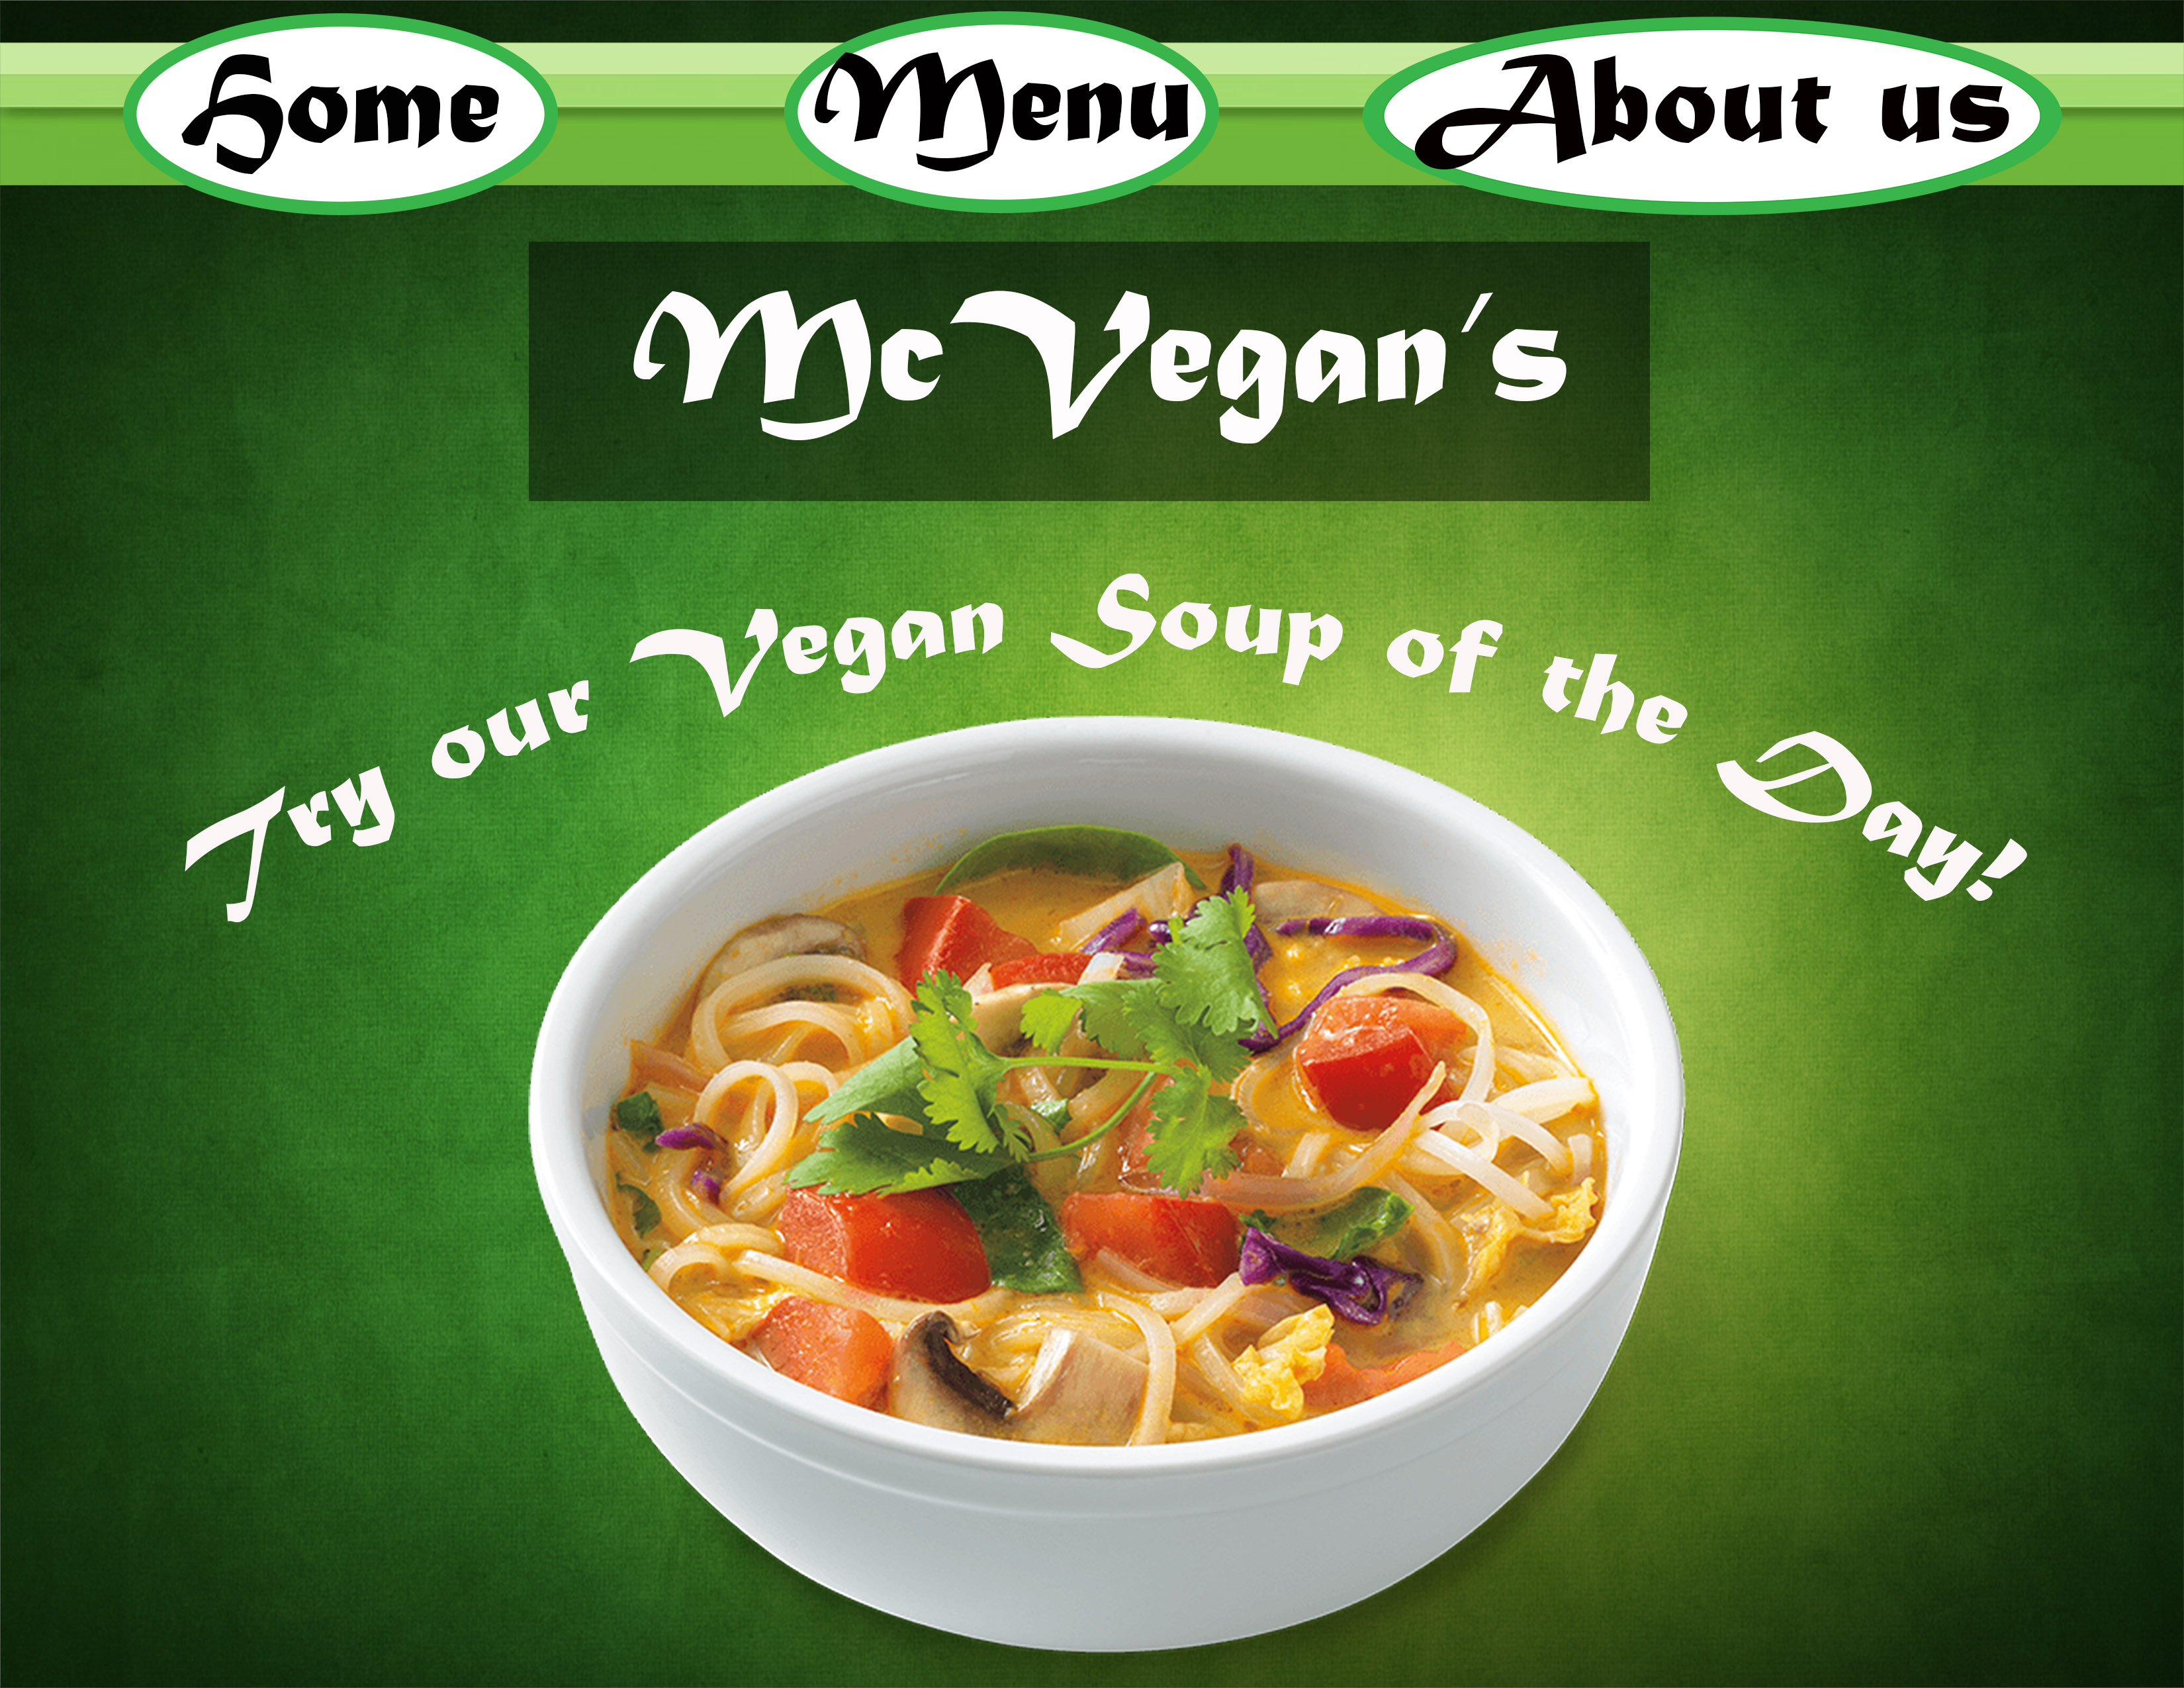 Home
Menu
About us
McVegan's
Try our Vegan Soup of the Day!